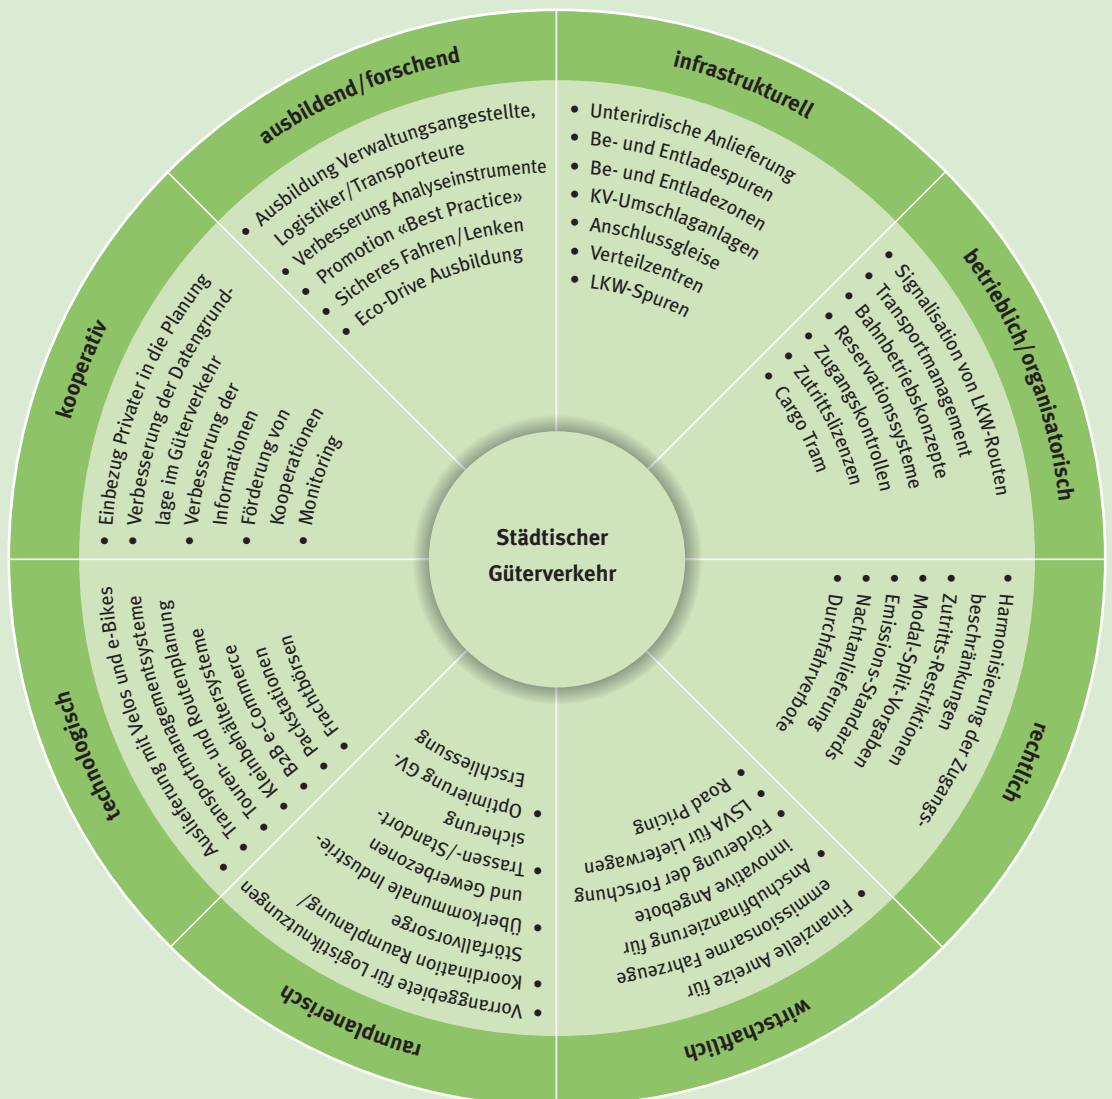 Städtischer
Güterverkehr
infrastrukturell
• Unterirdische Anlieferung
• Be- und Entladespuren
• Be- und Entladezonen
• KV-Umschlaganlagen
• Anschlussgleise
• Verteilzentren
• LKW-Spuren
betrieblich/organisatorisch
• Signalisation von LKW-Routen
• Transportmanagement
• Bahnbetriebskonzepte
• Reservationssysteme
• Zugangskontrollen
• Zutrittslizenzen
• Cargo Tram
rechtlich
• Harmonisierung der Zugangs-
beschränkungen
• Zutritts-Restriktionen
• Modal-Split-Vorgaben
• Emissions-Standards
• Nachtanlieferung
• Durchfahrverbote
wirtschaftlich
• Finanzielle Anreize für
emmissionsarme Fahrzeuge
• Anschubfinanzierung für
innovative Angebote
• Förderung der Forschung
• LSVA für Lieferwagen
• Road Pricing
raumplanerisch
• Vorranggebiete für Logistiknutzungen
• Koordination Raumplanung/
Störfallvorsorge
• Überkommunale Industrie-
und Gewerbezonen
• Trassen-/Standort-
sicherung
• Optimierung GV-
Erschliessung
technologisch
• Auslieferung mit Velos und e-Bikes
• Transportmanagementsysteme
• Touren- und Routenplanung
• Kleinbehältersysteme
• B2B e-Commerce
• Packstationen
• Frachtbörsen
kooperativ
• Einbezug Privater in die Planung
• Verbesserung der Datengrund-
lage im Güterverkehr
• Verbesserung der
Informationen
• Förderung von
Kooperationen
• Monitoring
ausbildend/forschend
• Ausbildung Verwaltungsangestellte,
Logistiker/Transporteure
• Verbesserung Analyseinstrumente
• Promotion «Best Practice»
• Sicheres Fahren/Lenken
• Eco-Drive Ausbildung